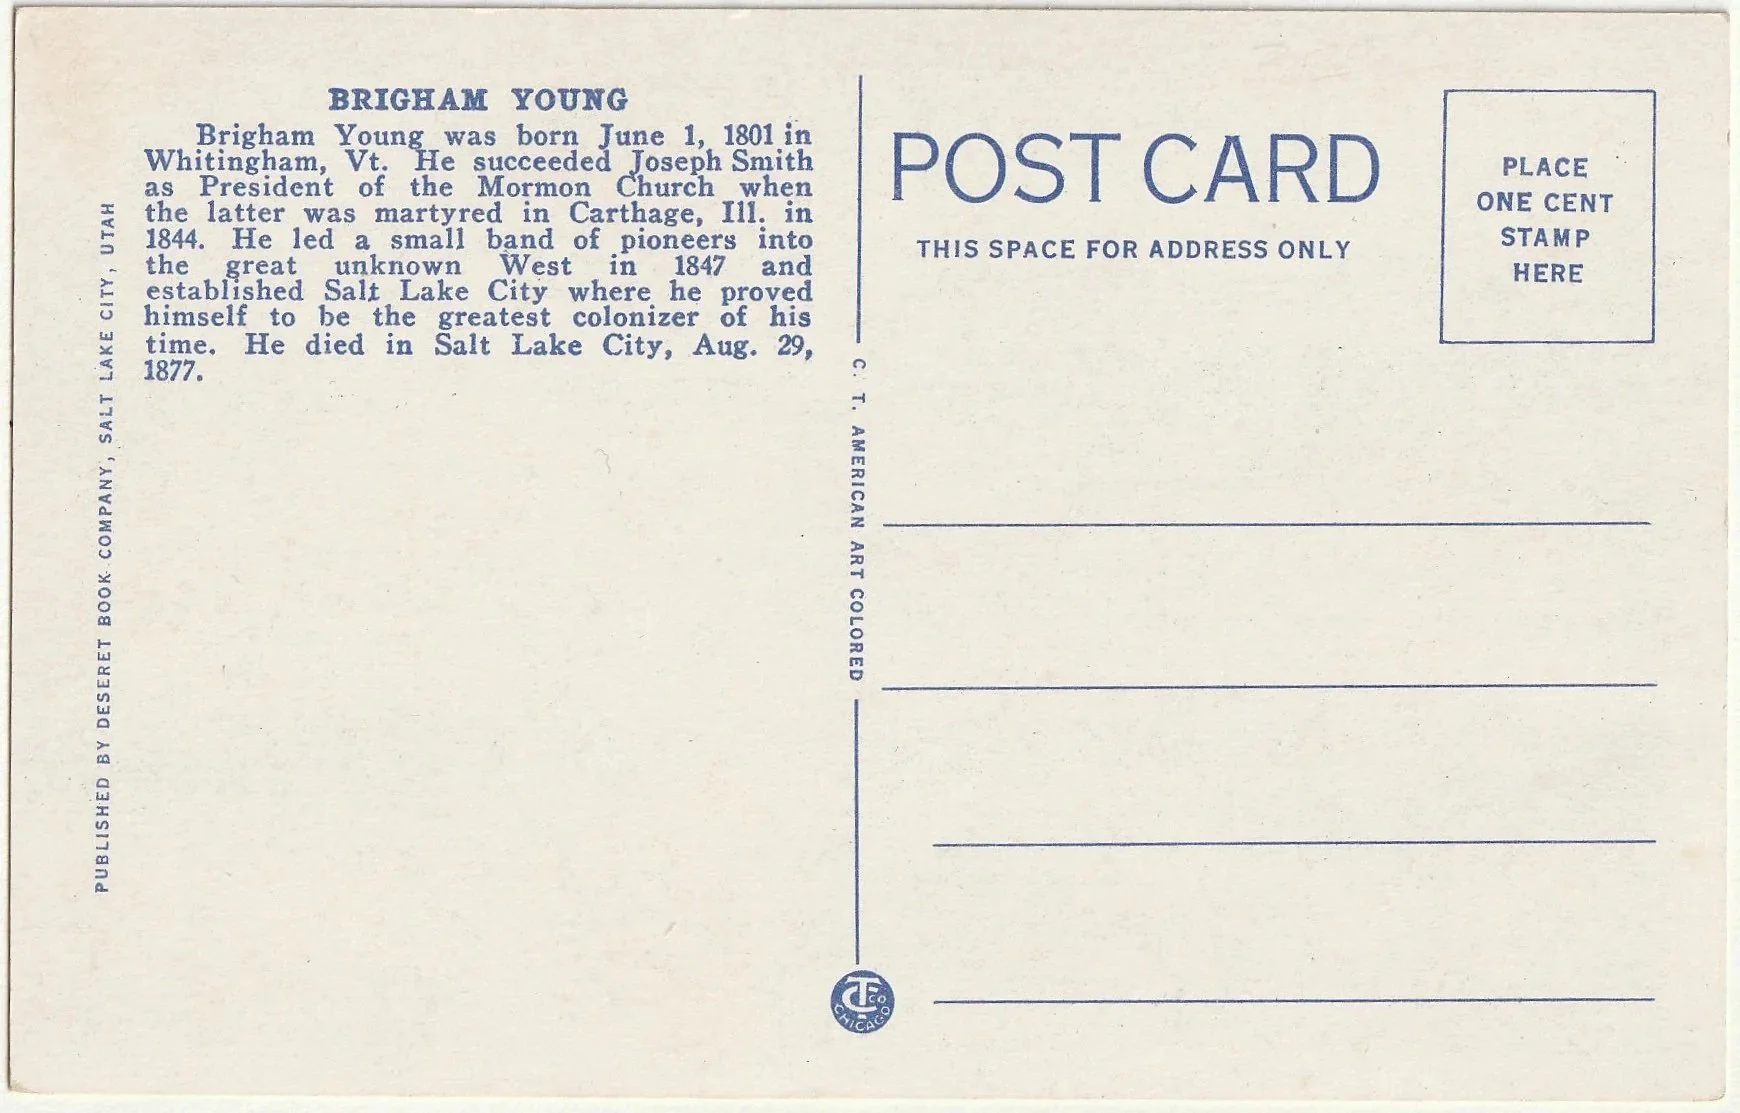 BRIGHAM YOUNG
Brigham Young was born June 1, 1801 in
Whitingham, Vt. He succeeded Joseph Smith
as President of the Mormon Church when
the latter was martyred in Carthage, Ill. in
1844. He led a small band of pioneers into
the great unknown West in 1847 and
established Salt Lake City where he proved
himself to be the greatest colonizer of his
time. He died in Salt Lake City, Aug. 29,
1877.
PUBLISHED BY DESERET BOOK COMPANY, SALT LAKE CITY, UTAH
C. T. AMERICAN ART COLORED
POST CARD
THIS SPACE FOR ADDRESS ONLY
PLACE
ONE CENT
STAMP
HERE
CT CO
CHICAGO